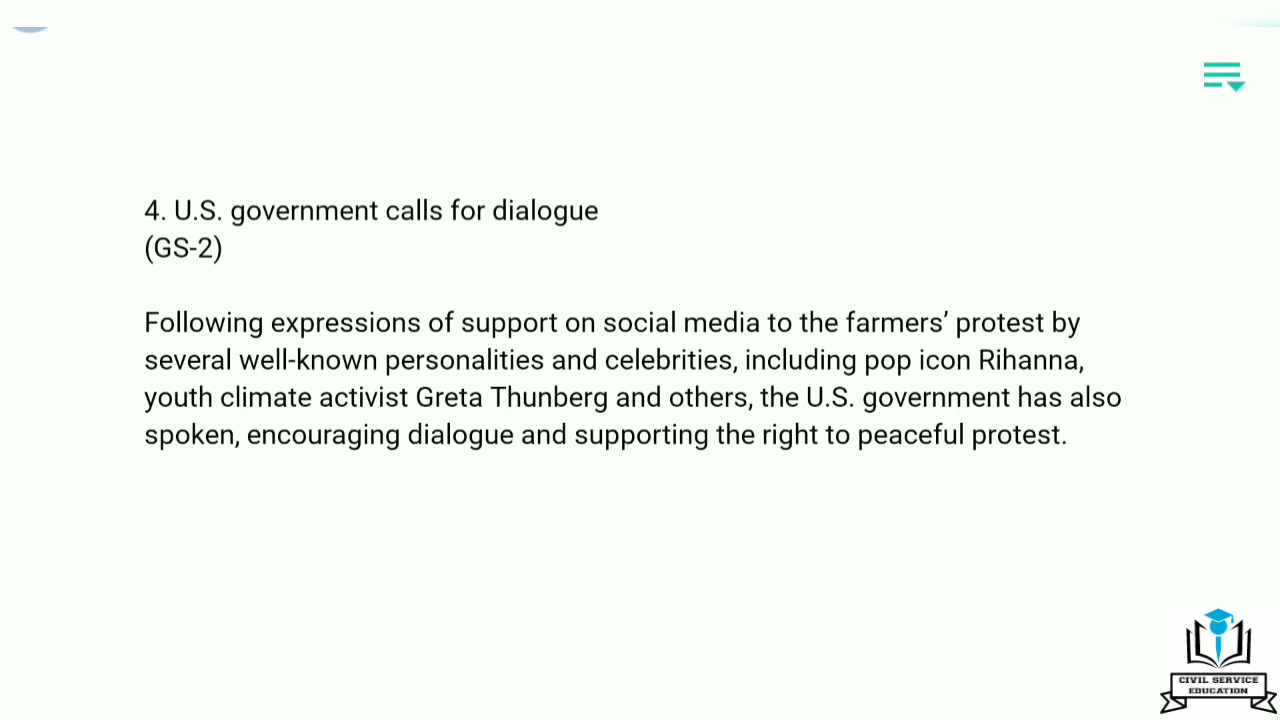 4. U.S. government calls for dialogue
(GS-2)
Following expressions of support on social media to the farmers’ protest by
several well-known personalities and celebrities, including pop icon Rihanna,
youth climate activist Greta Thunberg and others, the U.S. government has also
spoken, encouraging dialogue and supporting the right to peaceful protest.
CIVIL SERVICE
EDUCATION